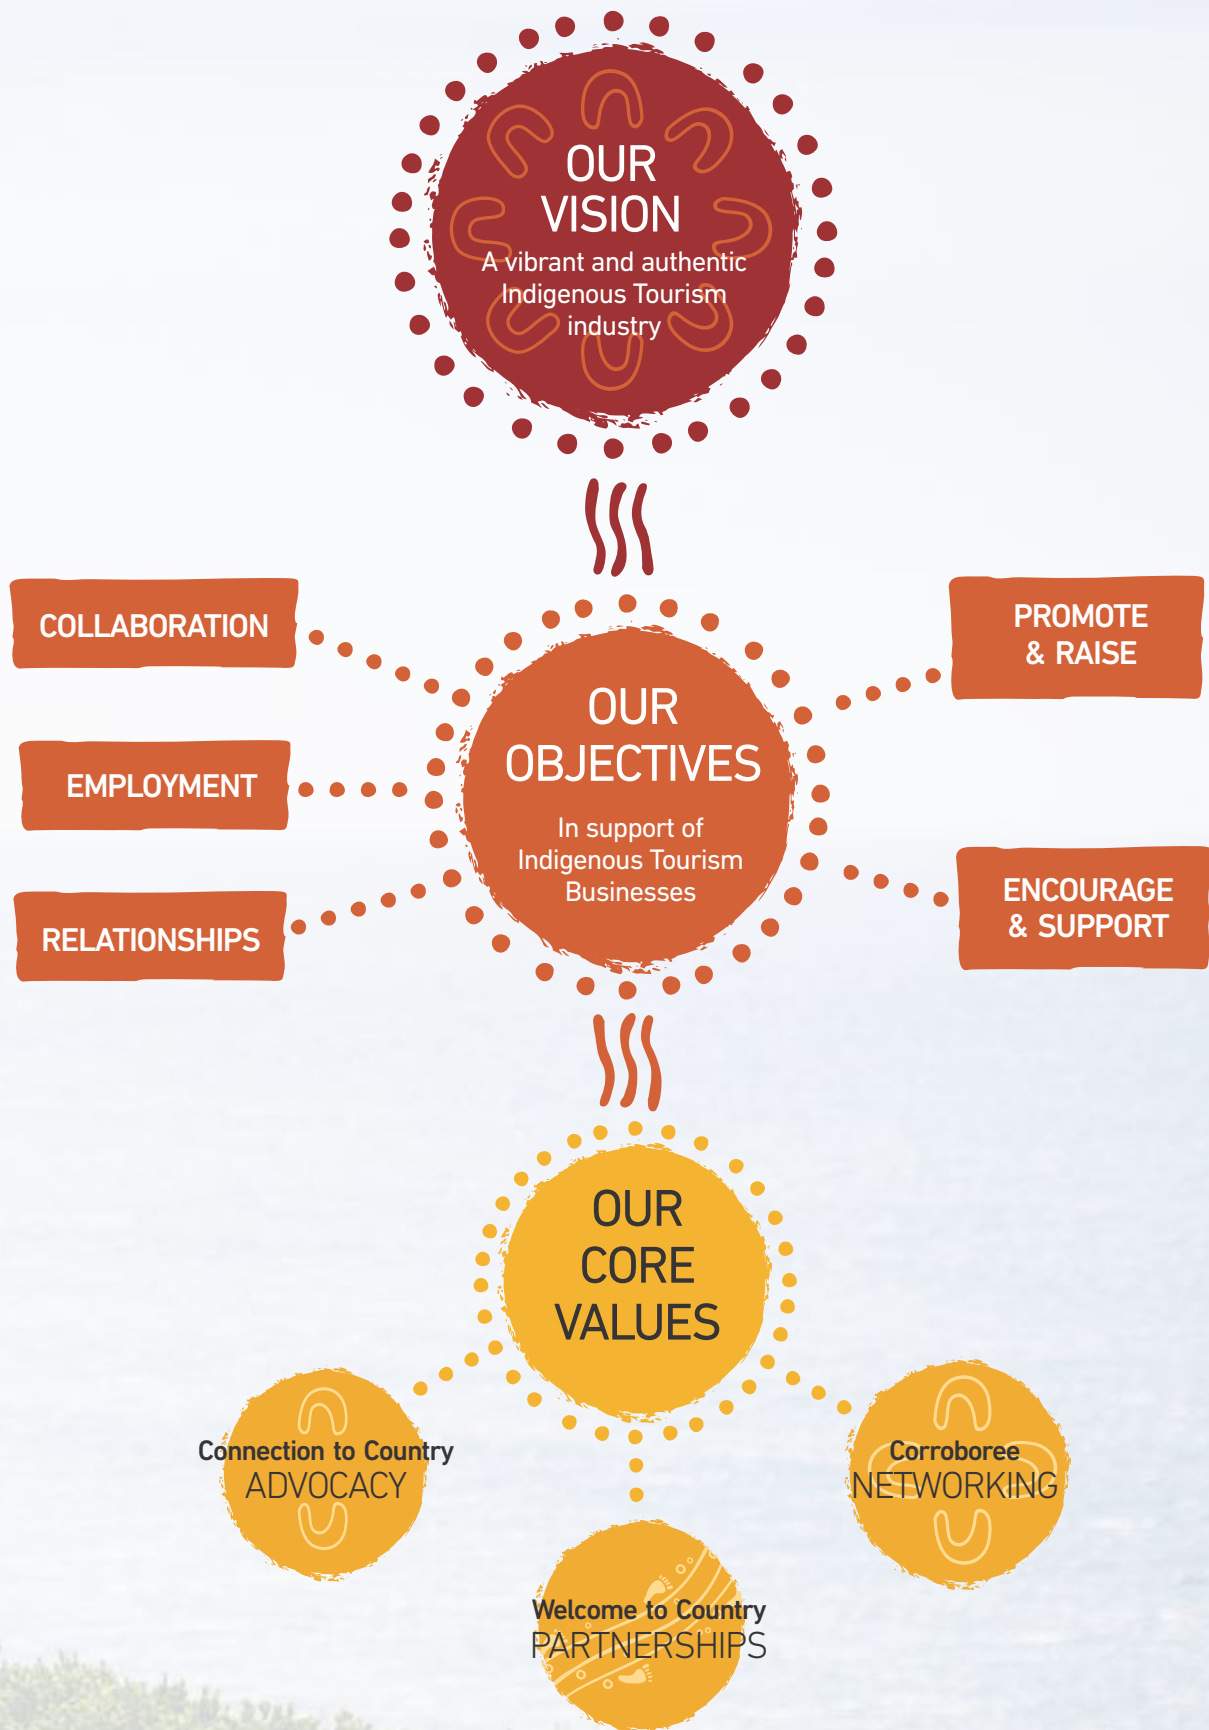 OUR
VISION
A vibrant and authentic
Indigenous Tourism
industry
COLLABORATION
EMPLOYMENT
RELATIONSHIPS
OUR
OBJECTIVES
In support of
Indigenous Tourism
Businesses
PROMOTE
& RAISE
ENCOURAGE
& SUPPORT
OUR
CORE
VALUES
Connection to Country
ADVOCACY
Welcome to Country
PARTNERSHIPS
Corroboree
NETWORKING